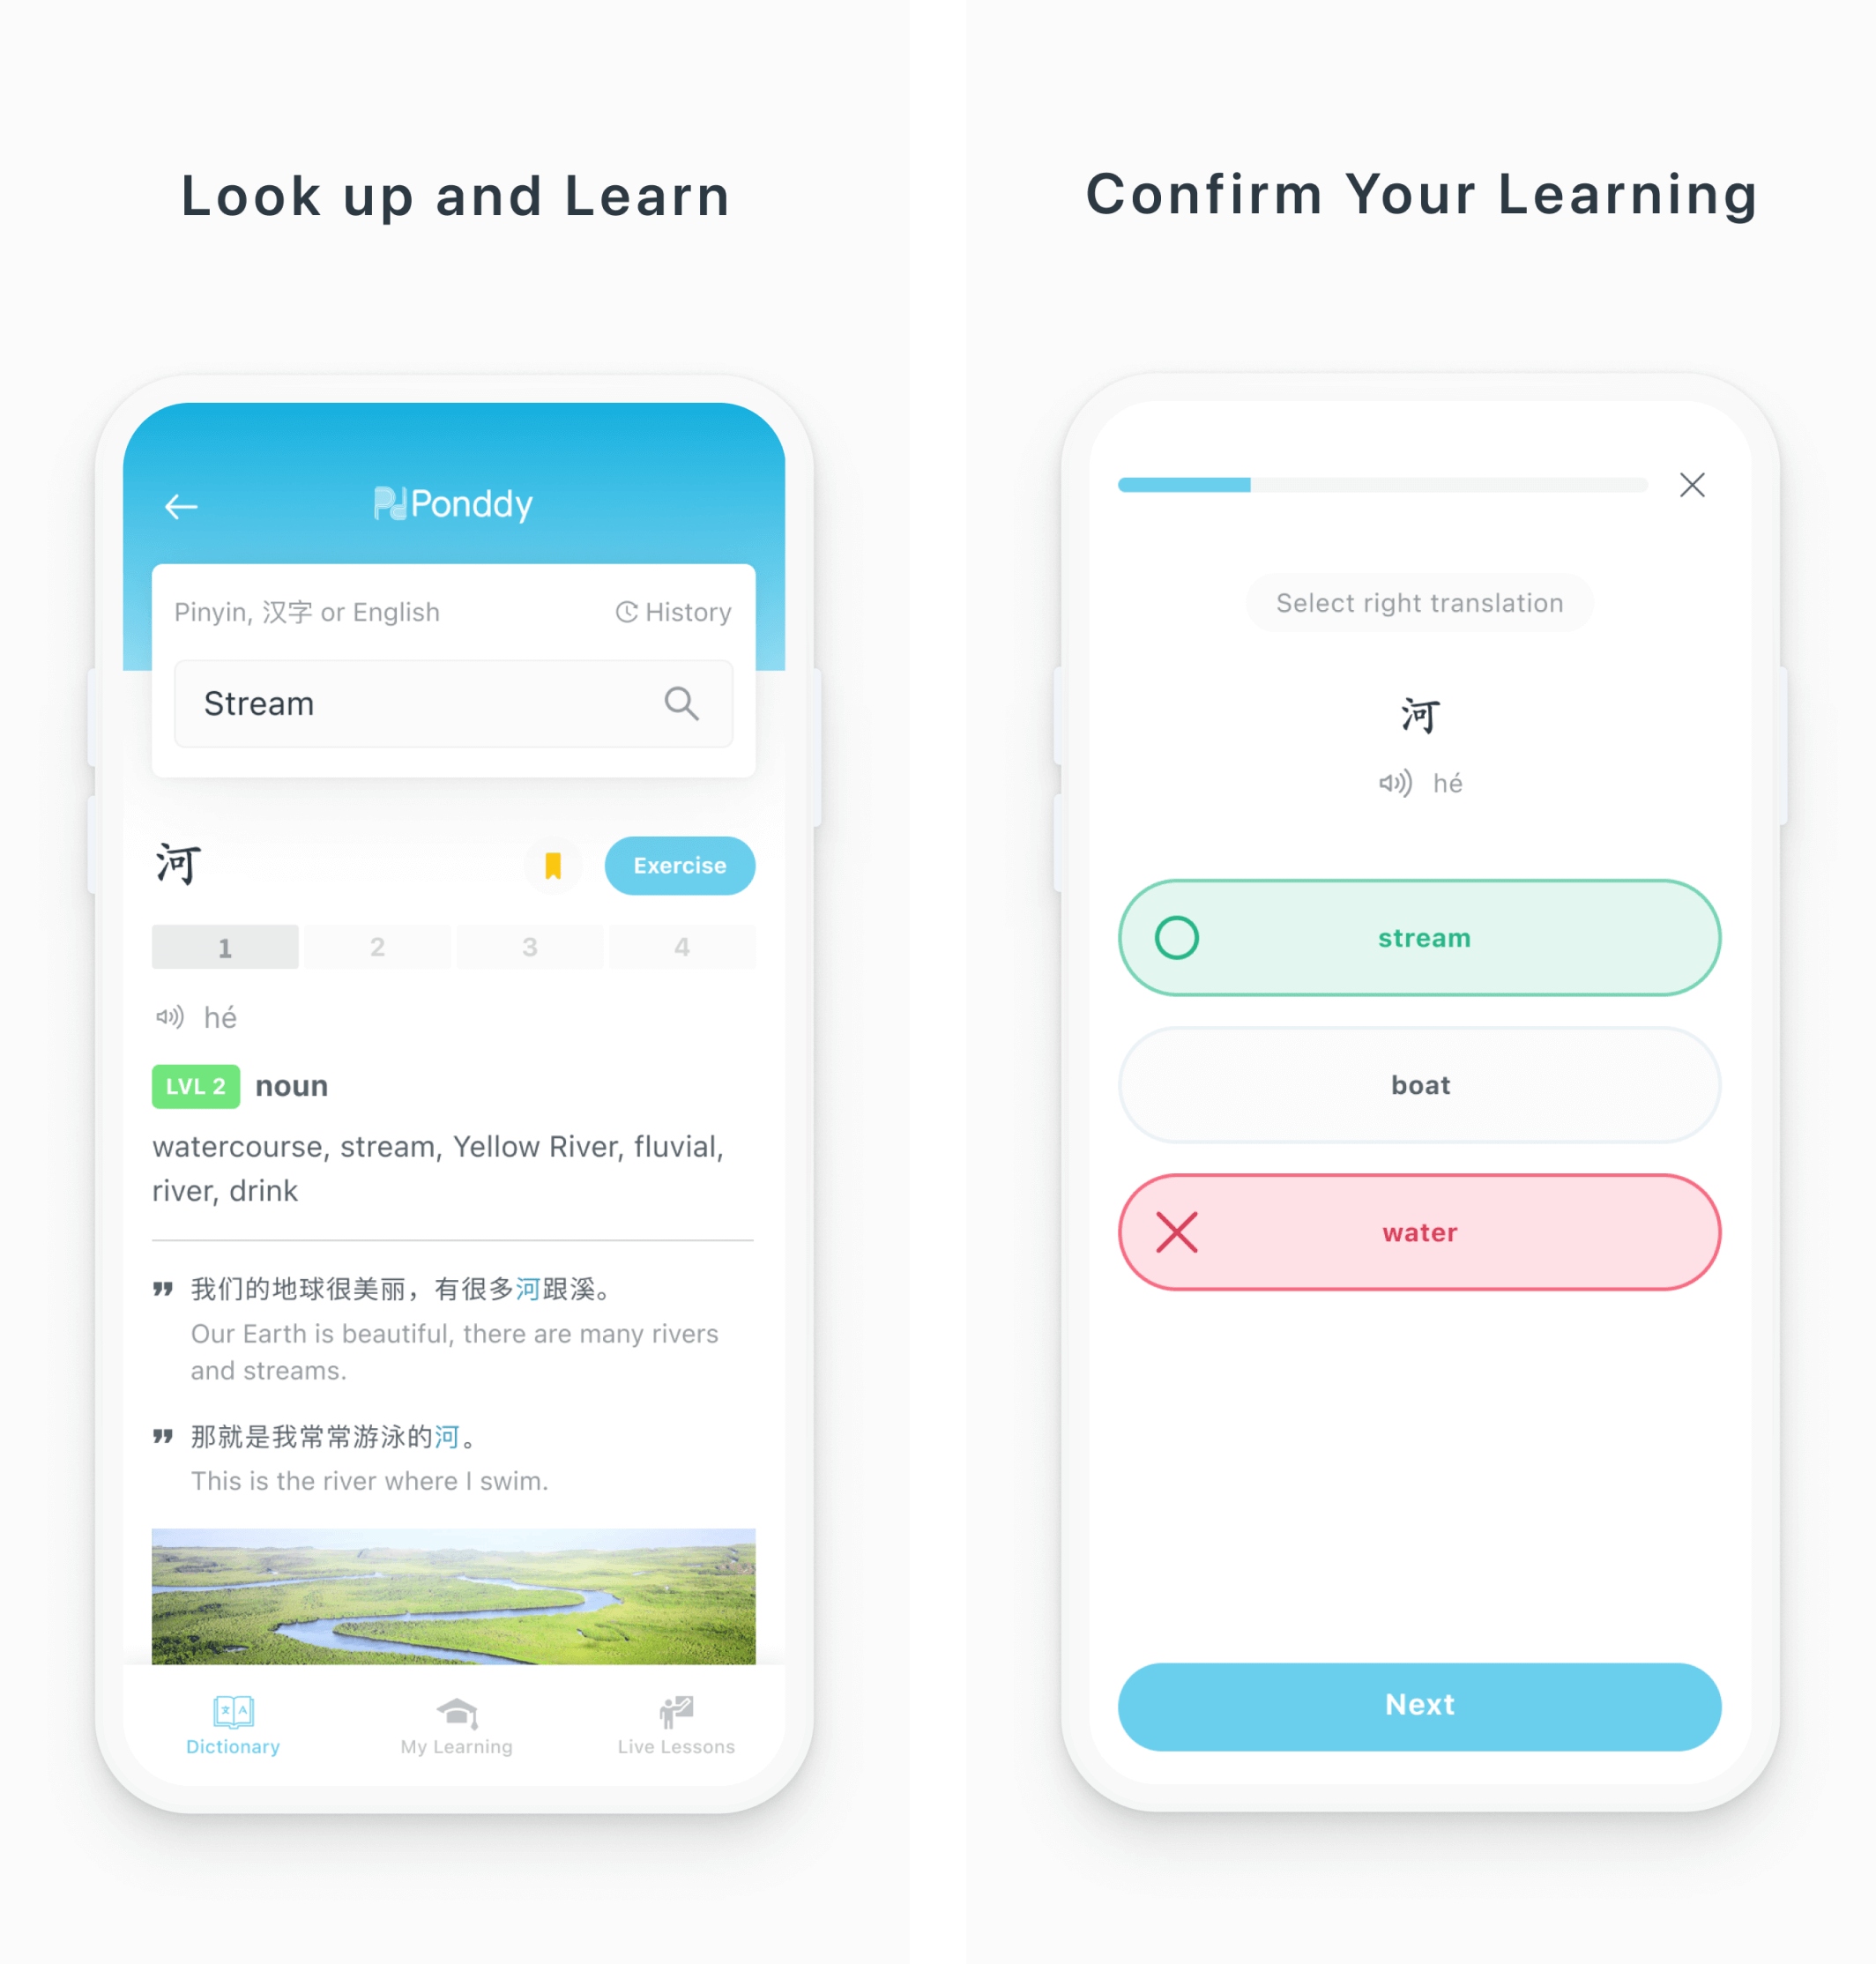 Look up and Learn
Ponddy
Pinyin, 汉字 or English
History
Stream
河
Exercise
1 2 3 4
hé
LVL 2 noun
watercourse, stream, Yellow River, fluvial,
river, drink
我们的地球很美丽，有很多河跟溪。
Our Earth is beautiful, there are many rivers
and streams.
那就是我常常游泳的河。
This is the river where I swim.
Dictionary
My Learning
Live Lessons
Confirm Your Learning
Select right translation
河
hé
stream
boat
water
Next